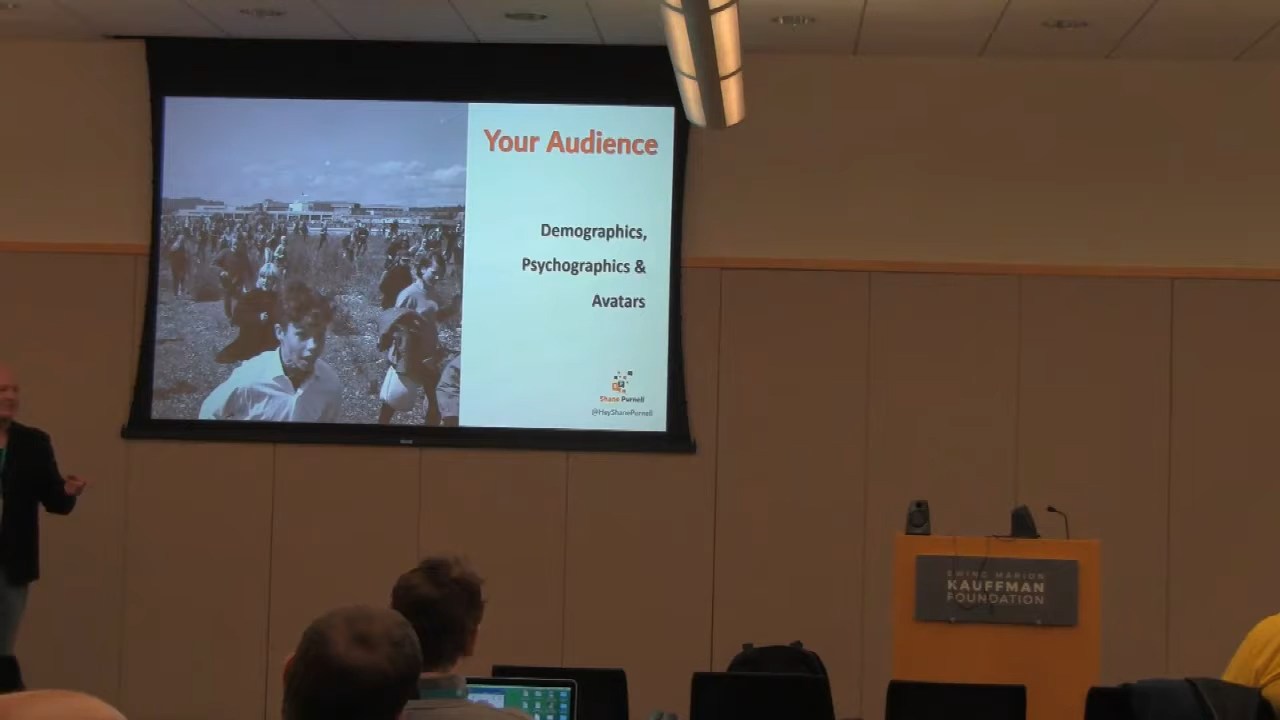 Your Audience
Demographics,
Psychographics &
Avatars
Shane Purnell
@HeyShanePurnell
EWING MARION
KAUFFMAN
FOUNDATION